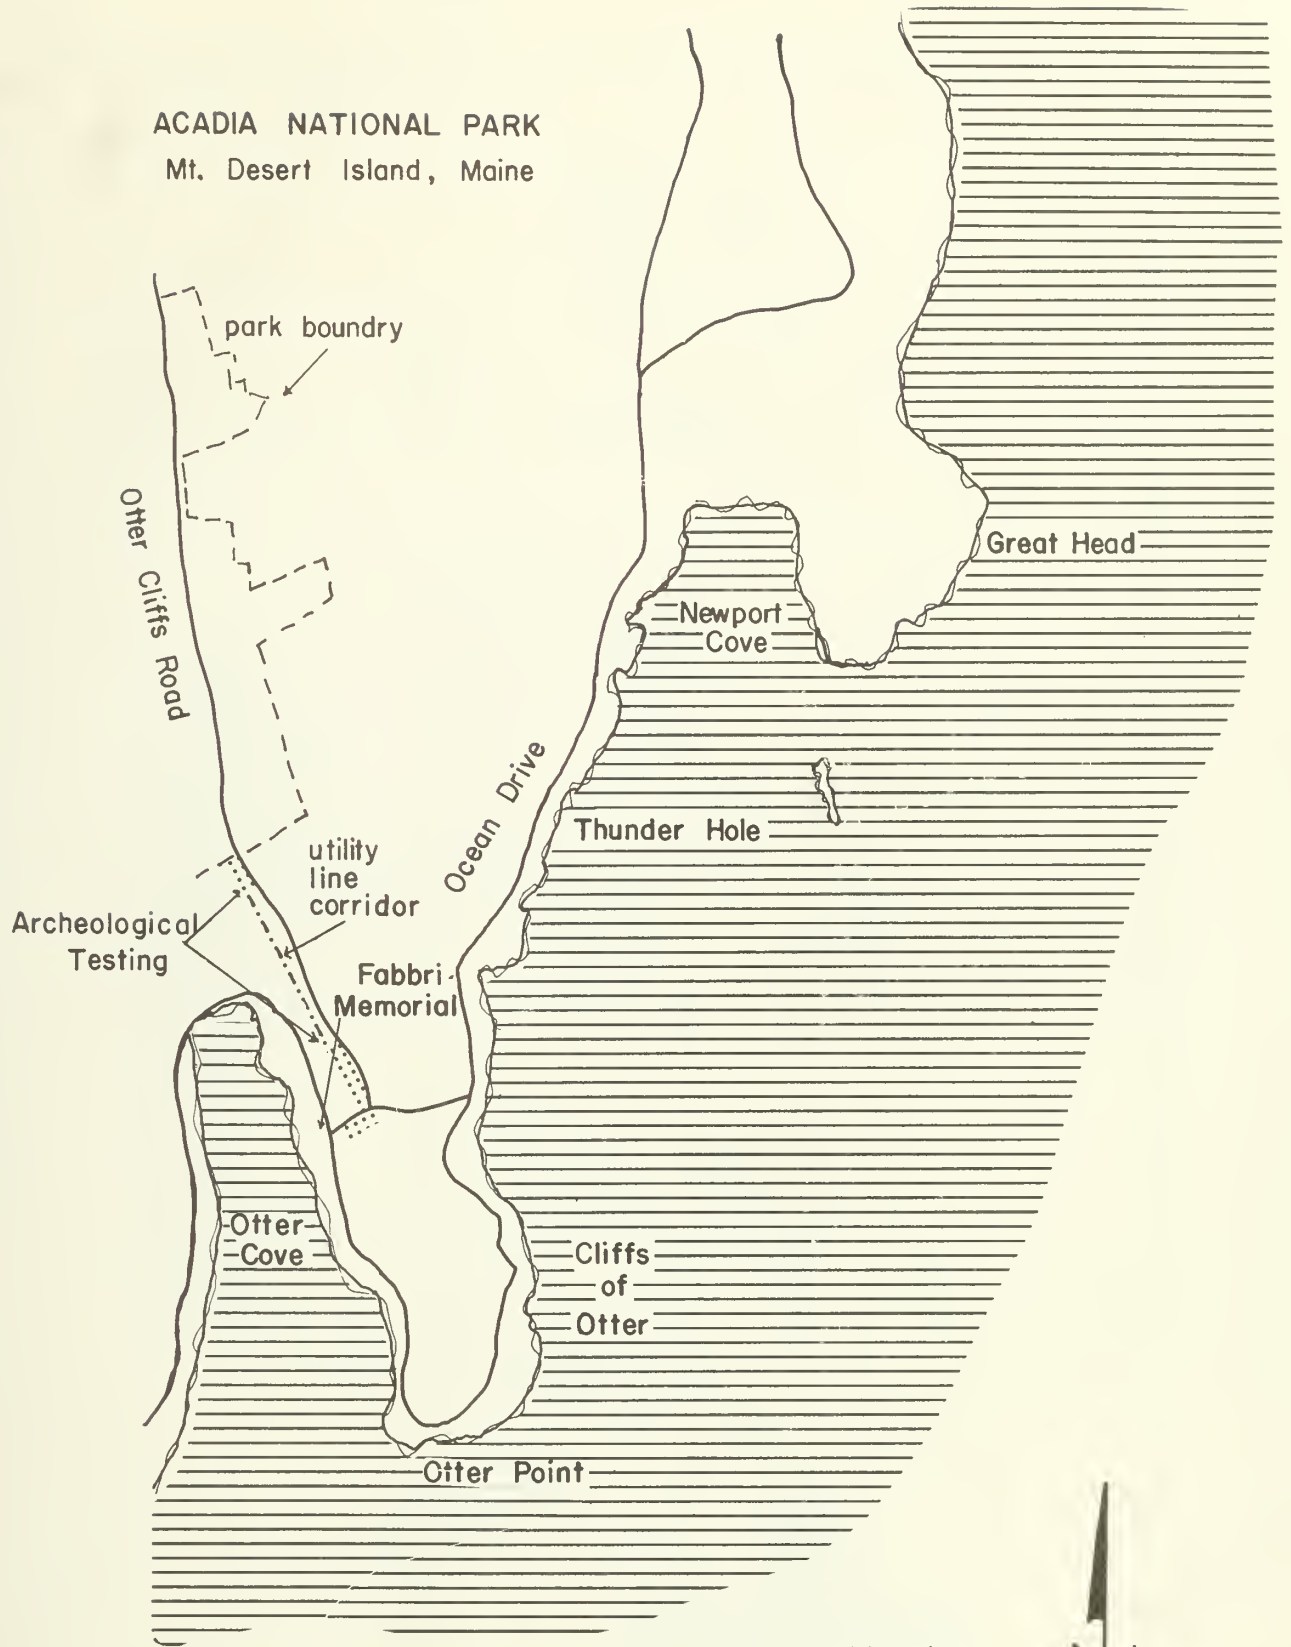 ACADIA NATIONAL PARK
Mt. Desert Island, Maine
park boundry
Otter Cliffs Road
Great Head
Newport
Cove
Ocean Drive
Thunder Hole
utility
line
corridor
Archeological
Testing
Fabbri
Memorial
Otter
Cove
Cliffs
of
Otter
Otter Point